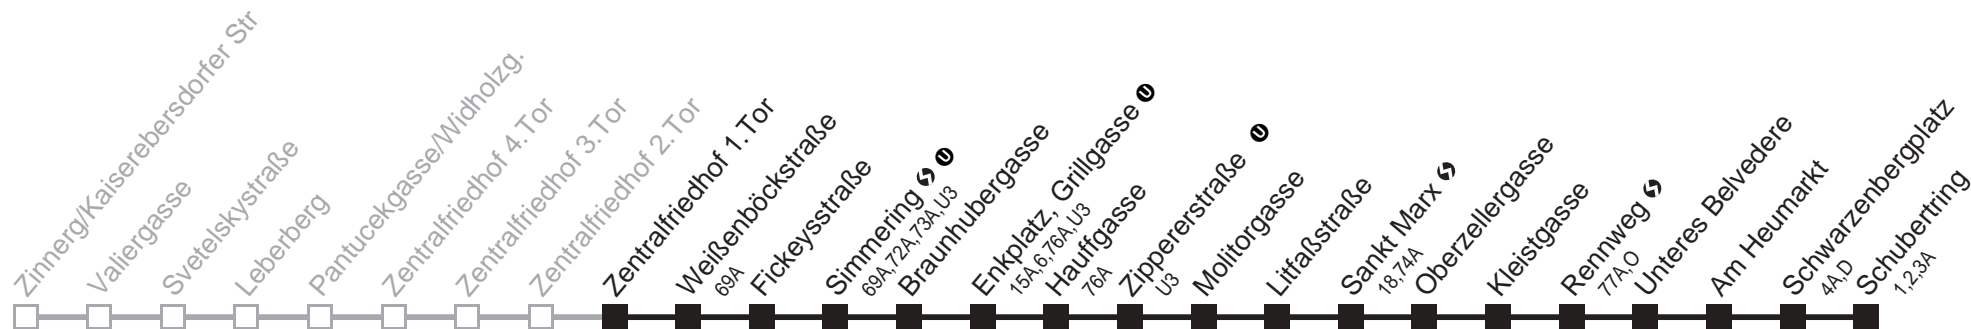 Zinnerg/Kaiserebersdorfer Str
Valiergasse
Svetelskystraße
Leberberg
Pantucekgasse/Widholzg.
Zentralfriedhof 4.Tor
Zentralfriedhof 3.Tor
Zentralfriedhof 2.Tor
Zentralfriedhof 1.Tor
Weißenböckstraße
69A
Fickeysstraße
Simmering S U
69A,72A,73A,U3
Braunhubergasse
Enkplatz, Grillgasse U
15A,6,76A,U3
Hauffgasse
76A
Zippererstraße U
U3
Molitorgasse
Litfaßstraße
Sankt Marx S
18,74A
Oberzellergasse
Kleistgasse
Rennweg S
77A,O
Unteres Belvedere
Am Heumarkt
Schwarzenbergplatz
4A,D
Schubertring
1,2,3A